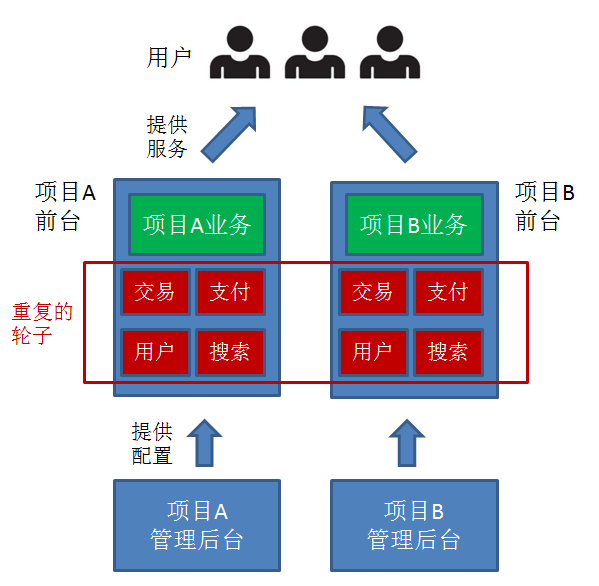 用户
提供
服务
项目A
前台
项目A业务
项目B业务
项目B
前台
重复的
轮子
交易
支付
交易
支付
用户
搜索
用户
搜索
提供
配置
项目A
管理后台
项目B
管理后台